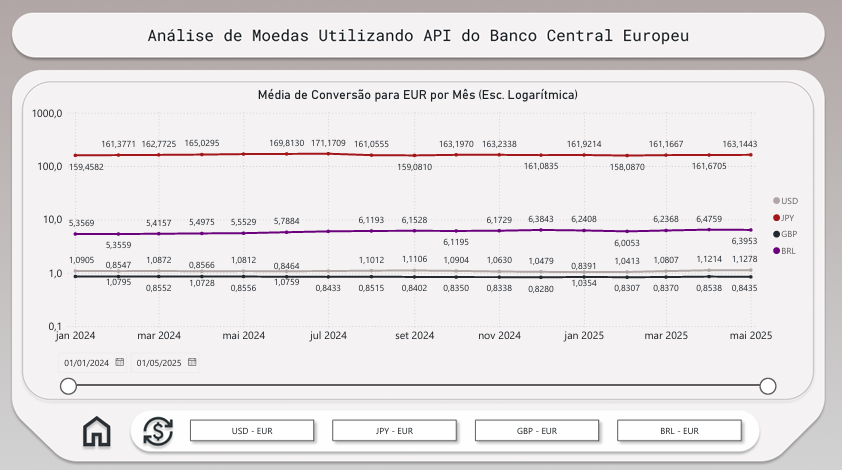 Análise de Moedas Utilizando API do Banco Central Europeu
Média de Conversão para EUR por Mês (Esc. Logarítmica)
1000,0
161,3771 162,7725 165,0295 169,8130 171,1709 161,0555 163,1970 163,2338 161,9214 161,1667 163,1443
100,0
159,4582 159,0810 161,0835 158,0870 161,6705
USD
JPY
GBP
BRL
10,0
5,3569 5,4157 5,4975 5,5529 5,7884 6,1193 6,1528 6,1729 6,3843 6,2408 6,2368 6,4759
5,3559 6,1195 6,0053 6,3953
1,0905 0,8547 1,0872 0,8566 1,0812 0,8464 1,1012 1,1106 1,0904 1,0630 1,0479 0,8391 1,0413 1,0807 1,1214 1,1278
1,0
1,0795 0,8552 1,0728 0,8556 1,0759 0,8433 0,8515 0,8402 0,8350 0,8338 0,8280 1,0354 0,8307 0,8370 0,8538 0,8435
0,1
jan 2024 mar 2024 mai 2024 jul 2024 set 2024 nov 2024 jan 2025 mar 2025 mai 2025
01/01/2024 01/05/2025
USD - EUR JPY - EUR GBP - EUR BRL - EUR